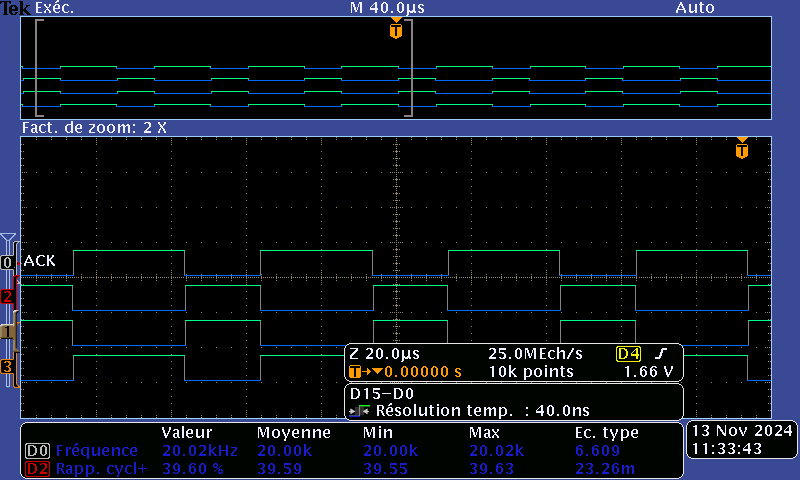 Tek Exéc. M 40.0µs Auto
T
Fact. de zoom: 2 X
T
0 ACK
2
1
3
Z 20.0µs 25.0MEch/s D4
T→▼0.00000 s 10k points 1.66 V
D15-D0
Résolution temp. : 40.0ns
Valeur Moyenne Min Max Ec. type
D0 Fréquence 20.02kHz 20.00k 20.00k 20.02k 6.609
D2 Rapp. cycl+ 39.60 % 39.59 39.55 39.63 23.26m
13 Nov 2024
11:33:43